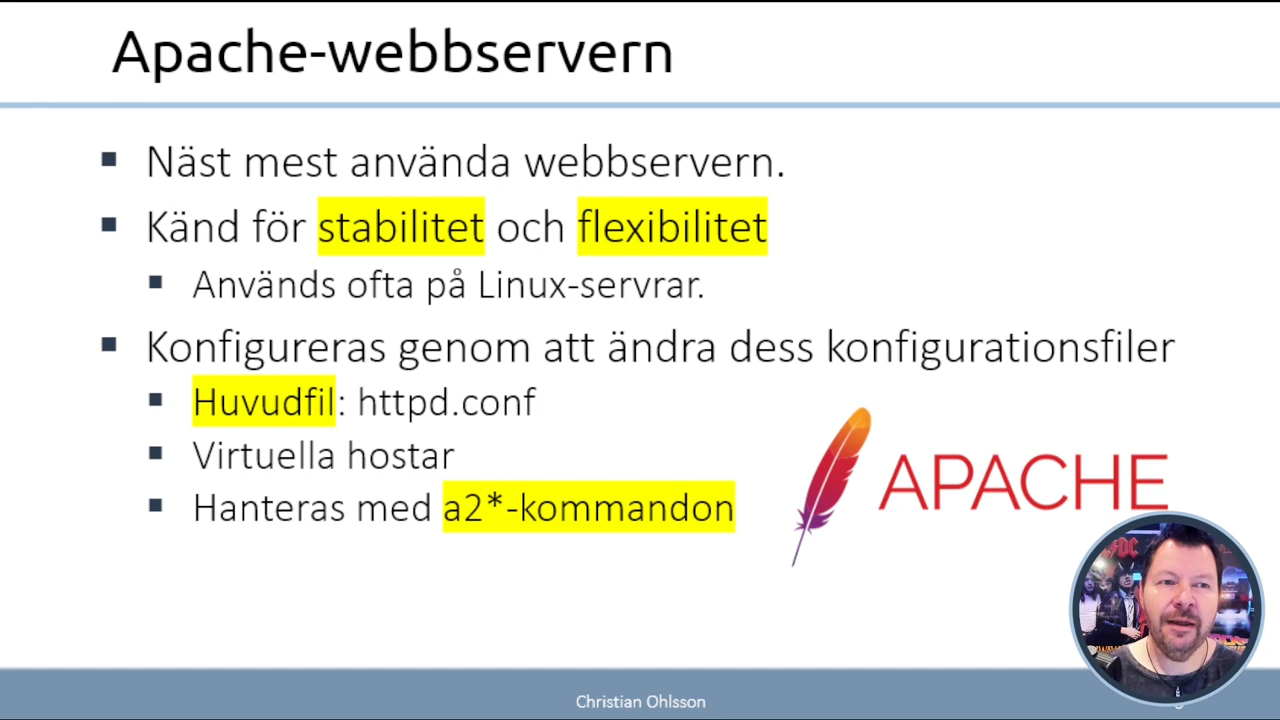 Apache-webbservern
Näst mest använda webbservern.
Känd för stabilitet och flexibilitet
Används ofta på Linux-servrar.
Konfigureras genom att ändra dess konfigurationsfiler
Huvudfil: httpd.conf
Virtuella hostar
Hanteras med a2*-kommandon
APACHE
Christian Ohlsson